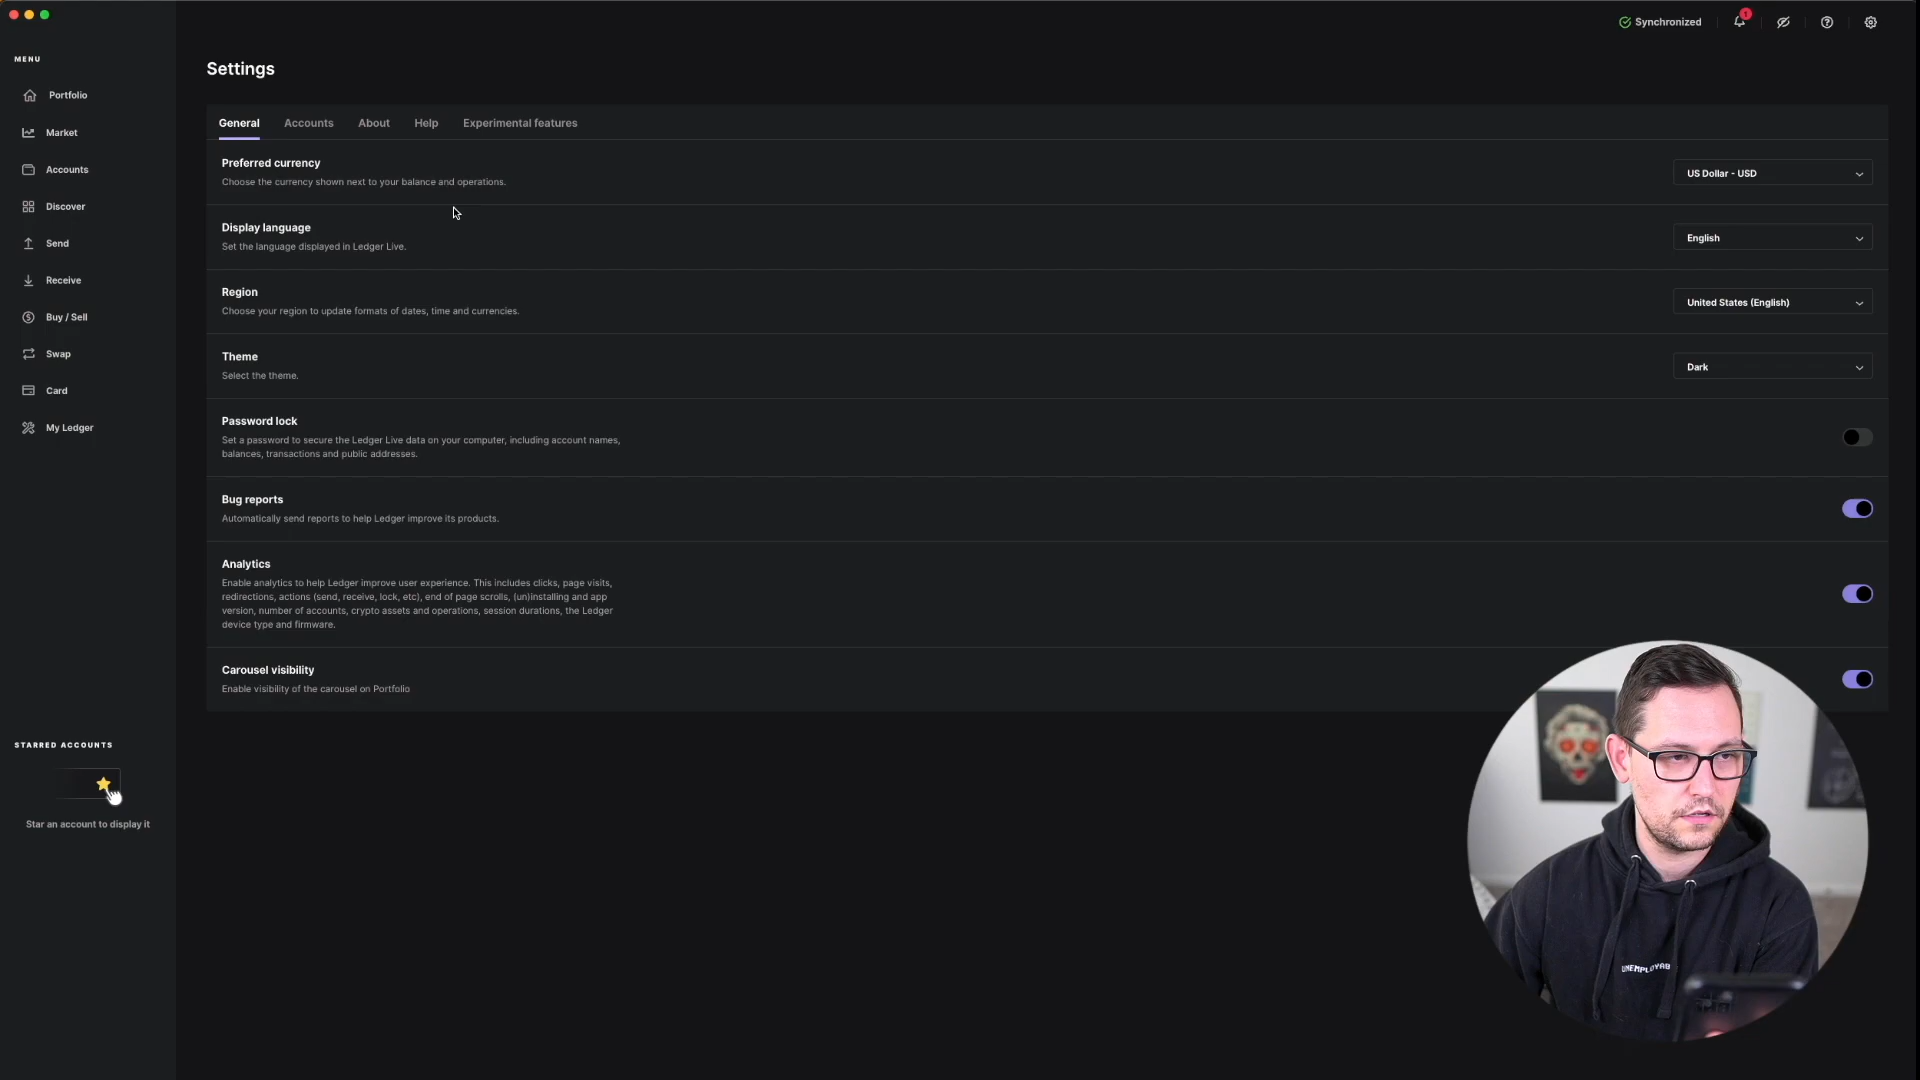 Synchronized
1
MENU
Portfolio
Market
Accounts
Discover
Send
Receive
Buy / Sell
Swap
Card
My Ledger
STARRED ACCOUNTS
Star an account to display it
Settings
General
Accounts
About
Help
Experimental features
Preferred currency
Choose the currency shown next to your balance and operations.
US Dollar - USD
Display language
Set the language displayed in Ledger Live.
English
Region
Choose your region to update formats of dates, time and currencies.
United States (English)
Theme
Select the theme.
Dark
Password lock
Set a password to secure the Ledger Live data on your computer, including account names,
balances, transactions and public addresses.
Bug reports
Automatically send reports to help Ledger improve its products.
Analytics
Enable analytics to help Ledger improve user experience. This includes clicks, page visits,
redirections, actions (send, receive, lock, etc), end of page scrolls, (un)installing and app
version, number of accounts, crypto assets and operations, session durations, the Ledger
device type and firmware.
Carousel visibility
Enable visibility of the carousel on Portfolio
UNEMPLOYAB